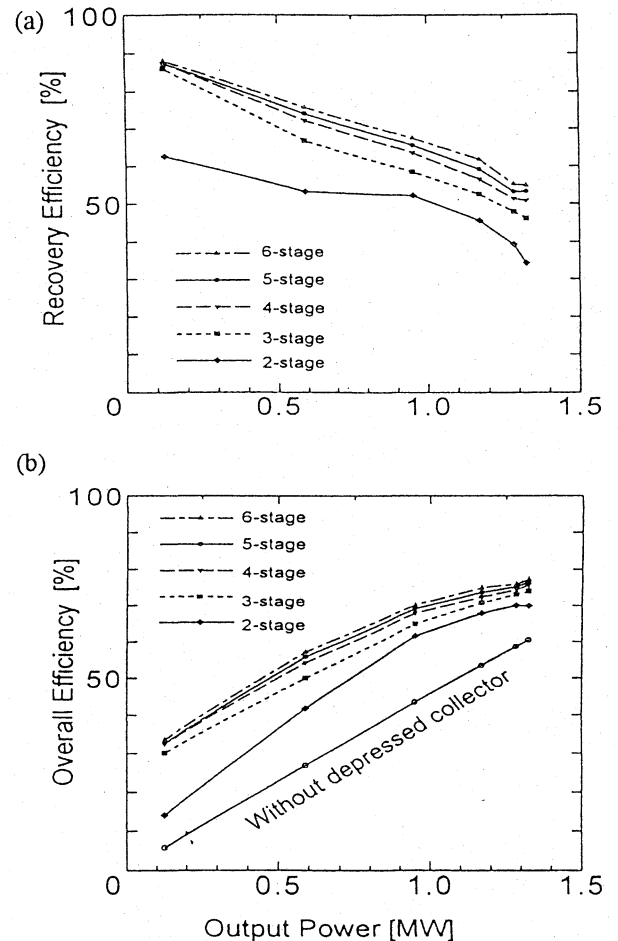 (a)
100
Recovery Efficiency [%]
50
6-stage
5-stage
4-stage
3-stage
2-stage
0
0.5
1.0
1.5
(b)
100
Overall Efficiency [%]
6-stage
5-stage
4-stage
3-stage
2-stage
50
Without depressed collector
0
0.5
1.0
1.5
Output Power [MW]